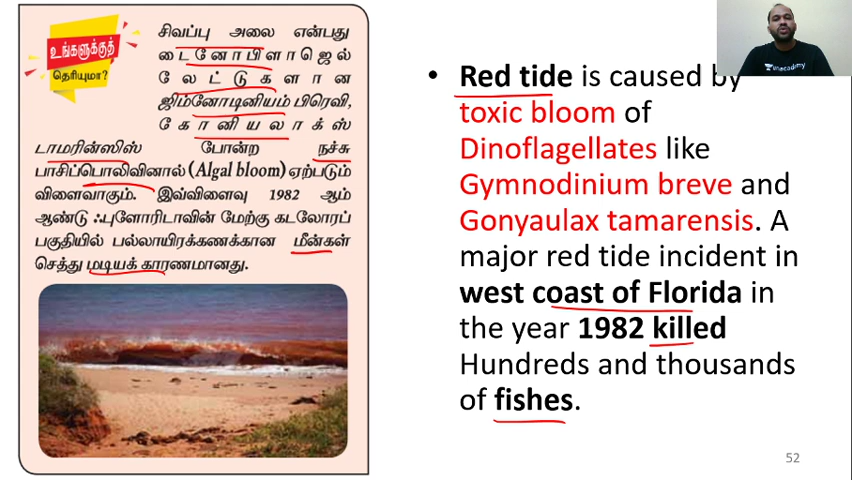 உங்களுக்குத்
தெரியுமா?
சிவப்பு அலை என்பது
டைனோபிளாஜெல்
லேட்டுகளான
ஜிம்னோடினியம் பிரெவி,
கோனியலாக்ஸ்
டாமரின்ஸிஸ் போன்ற நச்சு
பாசிப்பொலிவினால் (Algal bloom) ஏற்படும்
விளைவாகும். இவ்விளைவு 1982 ஆம்
ஆண்டு ஃபுளோரிடாவின் மேற்கு கடலோரப்
பகுதியில் பல்லாயிரக்கணக்கான மீன்கள்
செத்து மடியக் காரணமானது.
• Red tide is caused by
toxic bloom of
Dinoflagellates like
Gymnodinium breve and
Gonyaulax tamarensis. A
major red tide incident in
west coast of Florida in
the year 1982 killed
Hundreds and thousands
of fishes.
unacademy
52